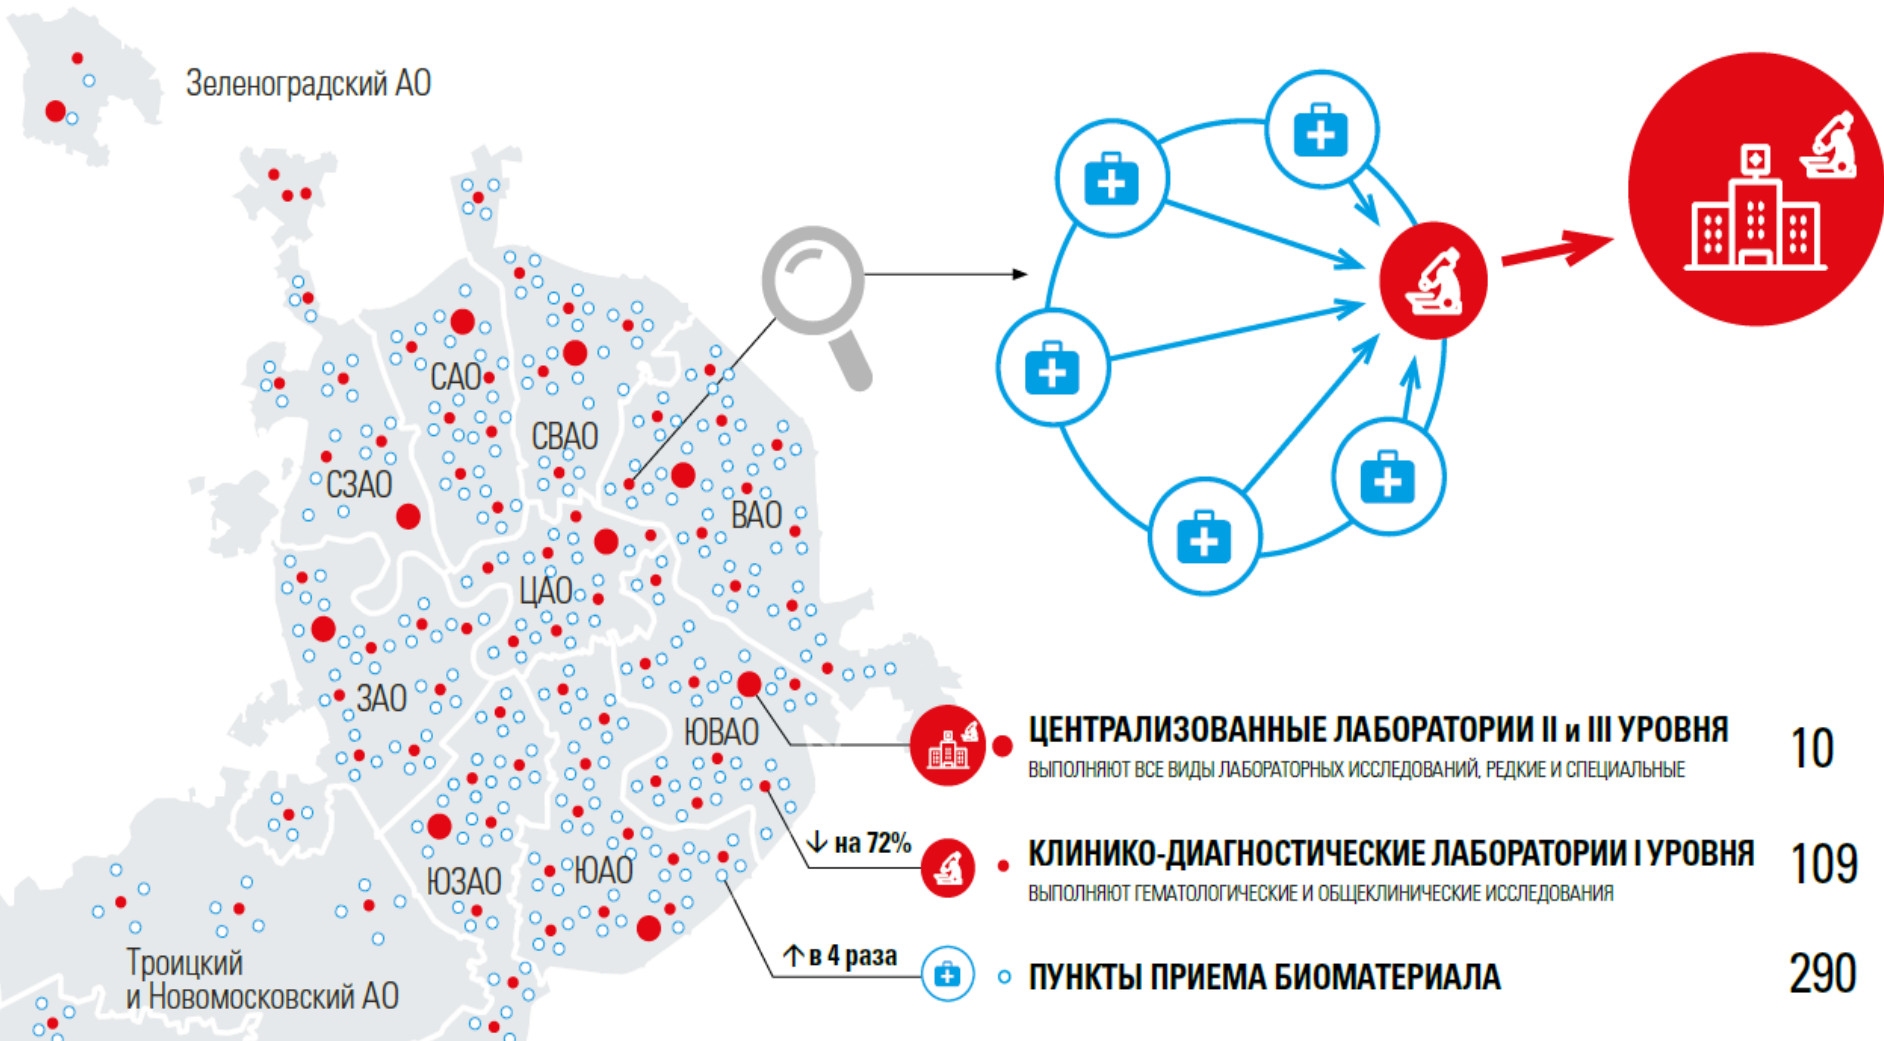 Зеленоградский АО
САО
СВАО
СЗАО
ВАО
ЦАО
ЗАО
ЮВАО
ЮЗАО
ЮАО
Троицкий
и Новомосковский АО
ЦЕНТРАЛИЗОВАННЫЕ ЛАБОРАТОРИИ II и III УРОВНЯ 10
ВЫПОЛНЯЮТ ВСЕ ВИДЫ ЛАБОРАТОРНЫХ ИССЛЕДОВАНИЙ, РЕДКИЕ И СПЕЦИАЛЬНЫЕ
↓ на 72%
КЛИНИКО-ДИАГНОСТИЧЕСКИЕ ЛАБОРАТОРИИ I УРОВНЯ 109
ВЫПОЛНЯЮТ ГЕМАТОЛОГИЧЕСКИЕ И ОБЩЕКЛИНИЧЕСКИЕ ИССЛЕДОВАНИЯ
↑ в 4 раза
ПУНКТЫ ПРИЕМА БИОМАТЕРИАЛА 290